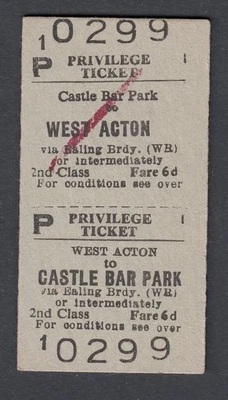 1 0299
P PRIVILEGE 1
TICKET
Castle Bar Park
to
WEST ACTON
via Ealing Brdy. (WR)
or intermediately
2nd Class Fare 6d
For conditions see over
P PRIVILEGE 1
TICKET
WEST ACTON
to
CASTLE BAR PARK
via Ealing Brdy. (WR)
or intermediately
2nd Class Fare 6d
For conditions see over
1 0299